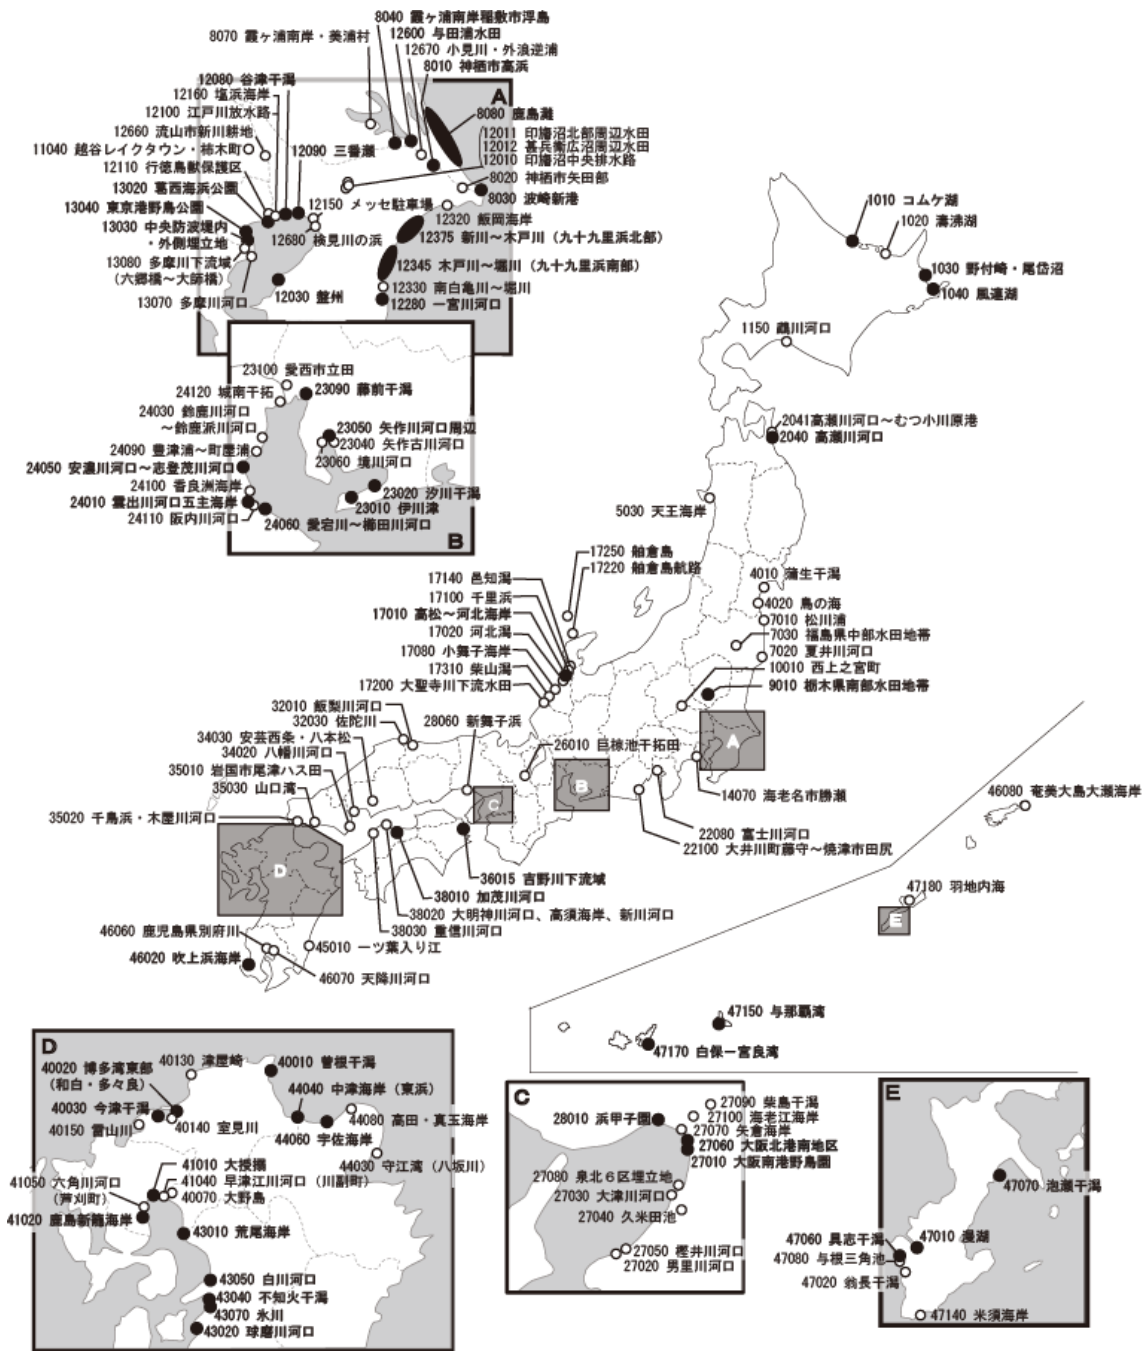 8040 霞ヶ浦南岸稲敷市浮島
12600 与田浦水田
8070 霞ヶ浦南岸・美浦村
12670 小見川・外浪逆浦
8010 神栖市高浜
12080 谷津干潟
A
12160 塩浜海岸
8080 鹿島灘
12100 江戸川放水路
12660 流山市新川耕地
12011 印旛沼北部周辺水田
12012 甚兵衛広沼周辺水田
11040 越谷レイクタウン・柿木町
12090 三番瀬
12010 印旛沼中央排水路
12110 行徳鳥獣保護区
8020 神栖市矢田部
13020 葛西海浜公園
8030 波崎新港
13040 東京港野鳥公園
12150 メッセ駐車場
12320 飯岡海岸
13030 中央防波堤内
・外側埋立地
12680 検見川の浜
12375 新川～木戸川（九十九里浜北部）
13080 多摩川下流域
（六郷橋～大師橋）
12345 木戸川～堀川（九十九里浜南部）
12330 南白亀川～堀川
13070 多摩川河口
12030 盤州
12280 一宮川河口
23100 愛西市立田
24120 城南干拓
23090 藤前干潟
24030 鈴鹿川河口
～鈴鹿派川河口
23050 矢作川河口周辺
24090 豊津浦～町屋浦
23040 矢作古川河口
24050 安濃川河口～志登茂川河口
23060 境川河口
24100 香良洲海岸
23020 汐川干潟
24010 雲出川河口五主海岸
23010 伊川津
24110 阪内川河口
24060 愛宕川～櫛田川河口
B
1010 コムケ湖
1020 濤沸湖
1030 野付崎・尾岱沼
1040 風連湖
1150 鵡川河口
2041 高瀬川河口～むつ小川原港
2040 高瀬川河口
5030 天王海岸
17250 舳倉島
17220 舳倉島航路
17140 邑知潟
17100 千里浜
17010 高松～河北海岸
17020 河北潟
17080 小舞子海岸
17310 柴山潟
17200 大聖寺川下流水田
4010 蒲生干潟
4020 鳥の海
7010 松川浦
7030 福島県中部水田地帯
7020 夏井川河口
10010 西上之宮町
9010 栃木県南部水田地帯
32010 飯梨川河口
32030 佐陀川
28060 新舞子浜
34030 安芸西条・八本松
34020 八幡川河口
26010 巨椋池干拓田
35010 岩国市尾津ハス田
35030 山口湾
35020 千鳥浜・木屋川河口
A
B
C
D
14070 海老名市勝瀬
22080 富士川河口
22100 大井川町藤守～焼津市田尻
36015 吉野川下流域
38010 加茂川河口
38020 大明神川河口、高須海岸、新川河口
38030 重信川河口
46060 鹿児島県別府川
45010 一ツ葉入り江
46020 吹上浜海岸
46070 天降川河口
46080 奄美大島大瀬海岸
47180 羽地内海
E
47150 与那覇湾
47170 白保ー宮良湾
D
40020 博多湾東部
（和白・多々良）
40130 津屋崎
40010 曽根干潟
44040 中津海岸（東浜）
40030 今津干潟
40150 雷山川
40140 室見川
44080 高田・真玉海岸
44060 宇佐海岸
44030 守江湾（八坂川）
41010 大授搦
41050 六角川河口
（芦刈町）
41040 早津江川河口（川副町）
40070 大野島
41020 鹿島新籠海岸
43010 荒尾海岸
43050 白川河口
43040 不知火干潟
43070 氷川
43020 球磨川河口
C
27090 柴島干潟
28010 浜甲子園
27100 海老江海岸
27070 矢倉海岸
27060 大阪北港南地区
27010 大阪南港野鳥園
27080 泉北６区埋立地
27030 大津川河口
27040 久米田池
27050 樫井川河口
27020 男里川河口
E
47070 泡瀬干潟
47060 具志干潟
47010 漫湖
47080 与根三角池
47020 翁長干潟
47140 米須海岸